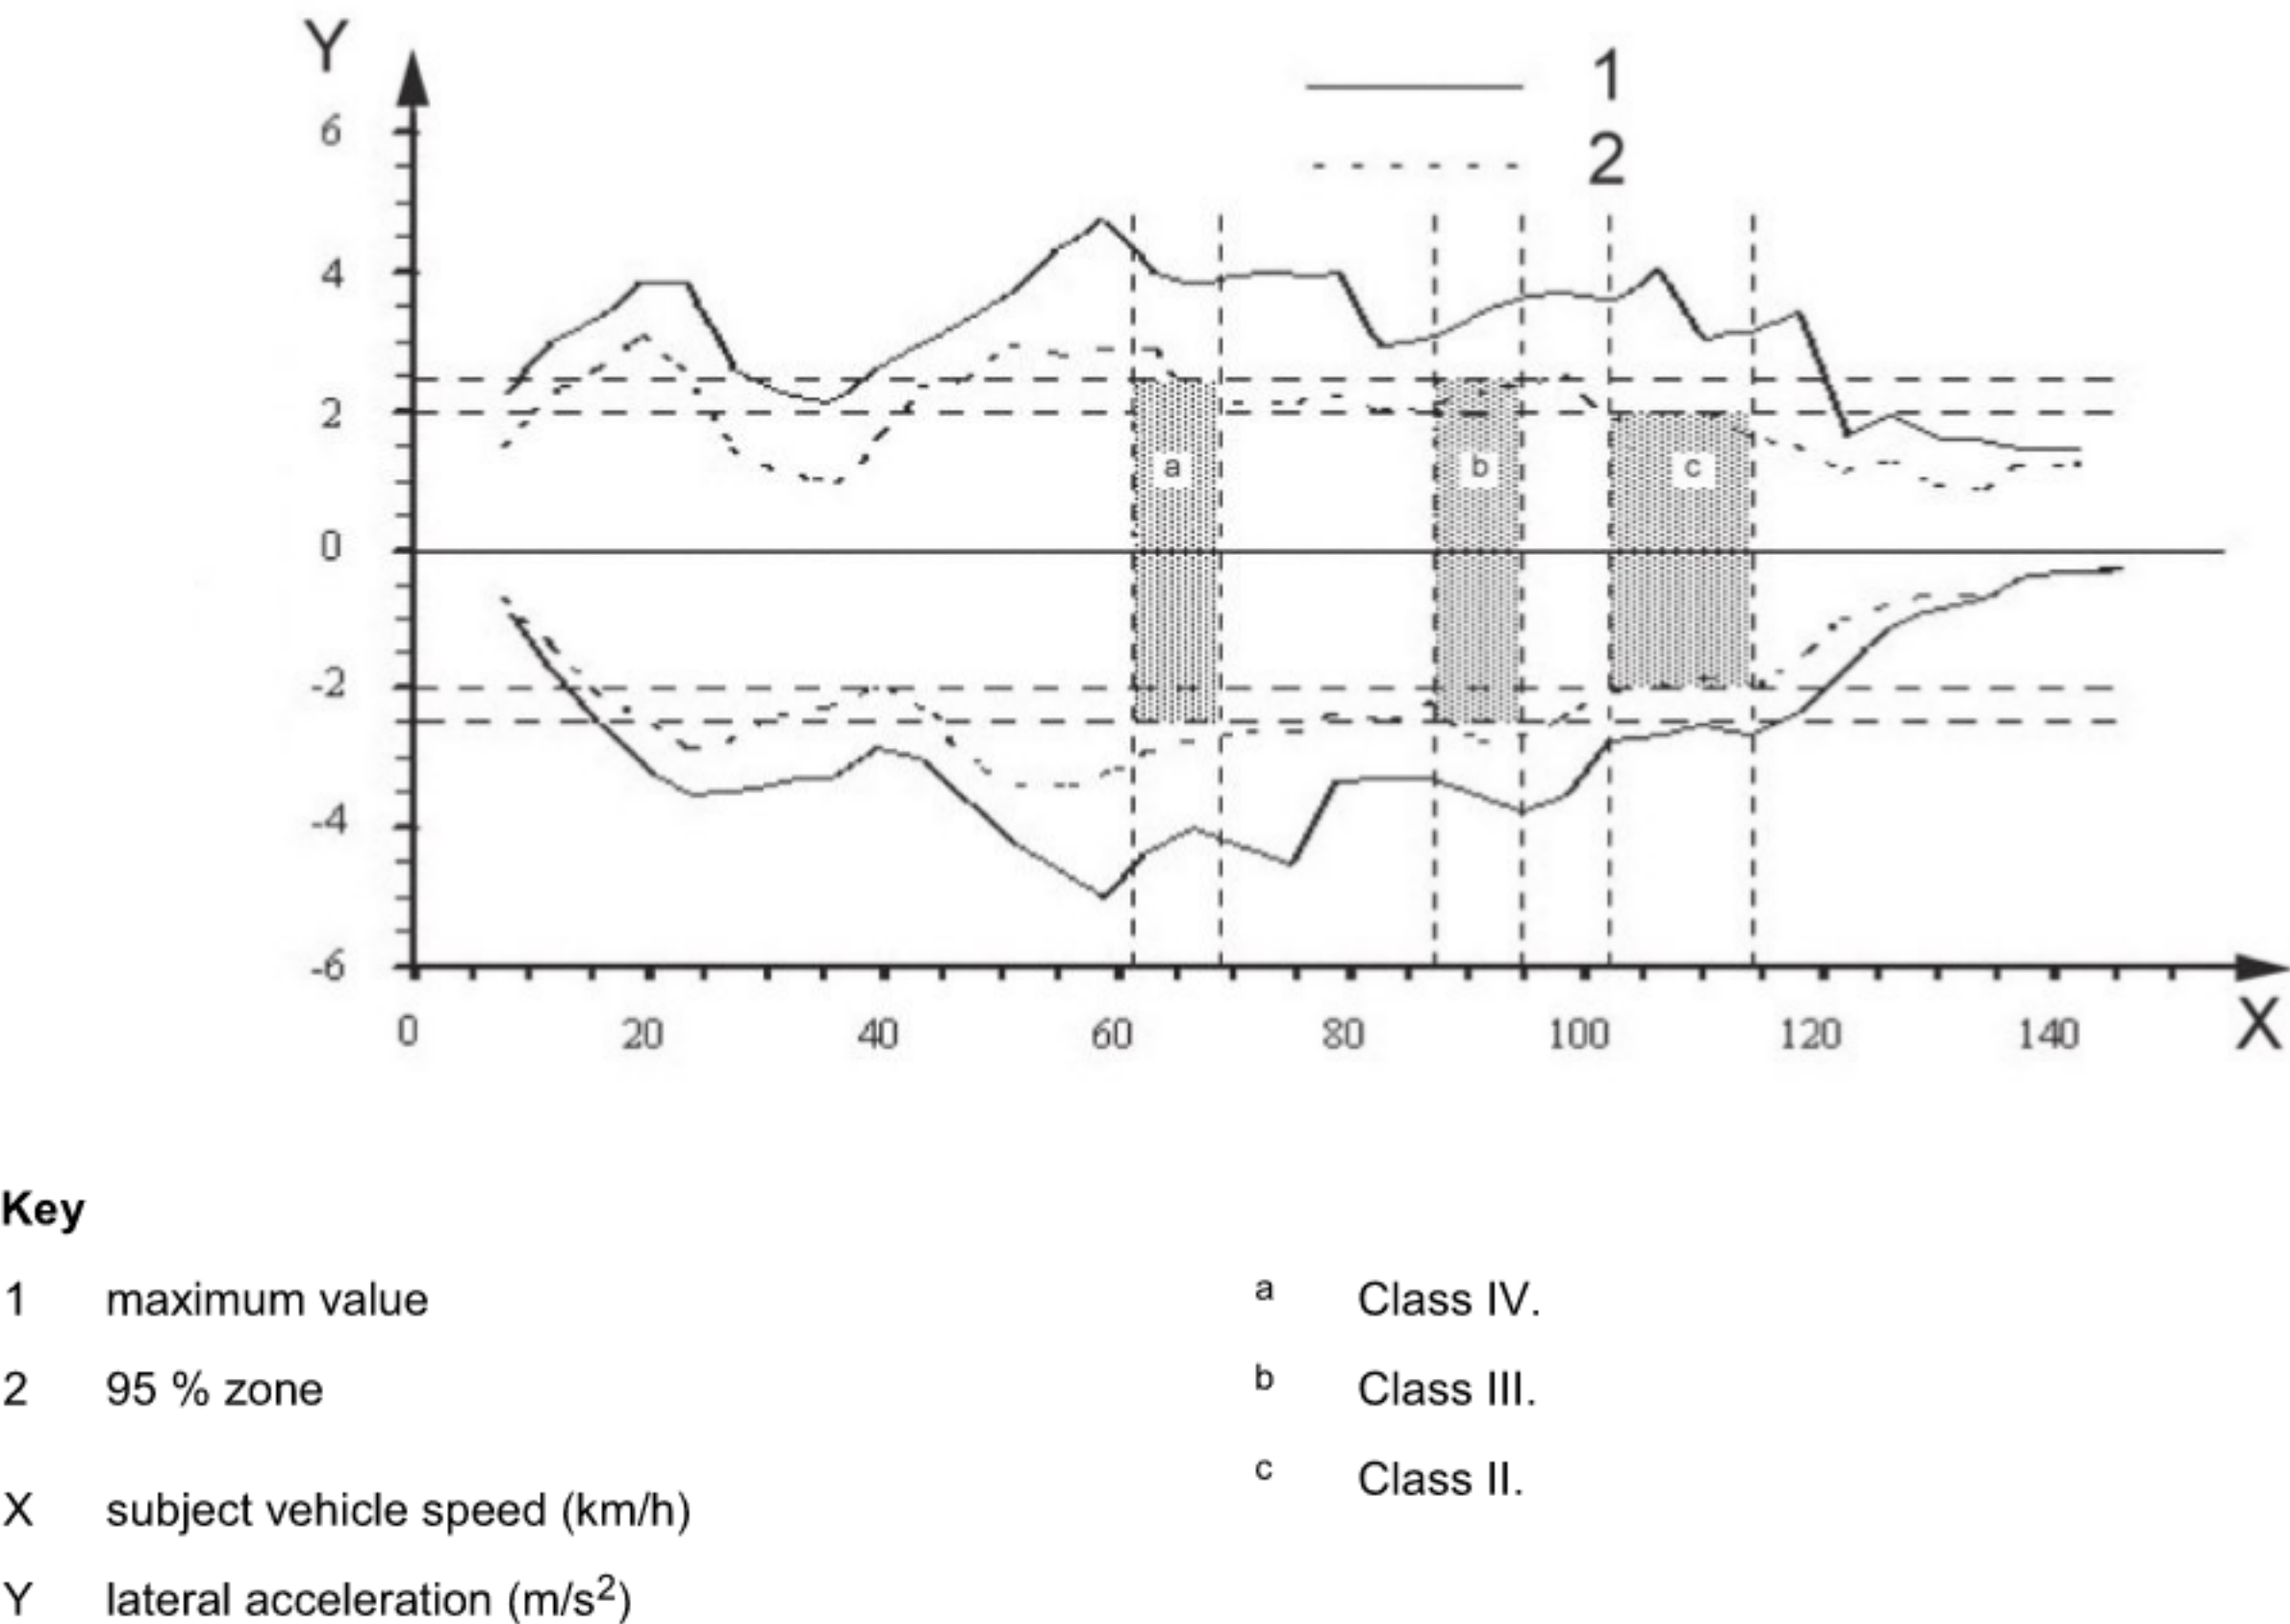 Y
1
2
6
4
2
0
-2
-4
-6
a
b
c
0 20 40 60 80 100 120 140
X
Key
1 maximum value
2 95 % zone
X subject vehicle speed (km/h)
Y lateral acceleration (m/s²)
a Class IV.
b Class III.
c Class II.